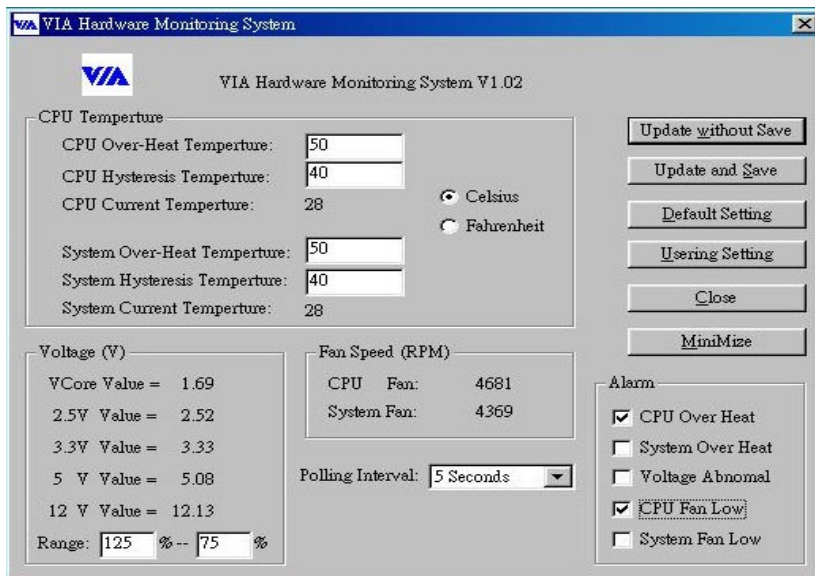 VIA VIA Hardware Monitoring System
VIA
VIA Hardware Monitoring System V1.02
CPU Temperture
CPU Over-Heat Temperture: 50
CPU Hysteresis Temperture: 40
CPU Current Temperture: 28
Celsius
Fahrenheit
System Over-Heat Temperture: 50
System Hysteresis Temperture: 40
System Current Temperture: 28
Update without Save
Update and Save
Default Setting
Usering Setting
Close
MiniMize
Voltage (V)
VCore Value = 1.69
2.5V Value = 2.52
3.3V Value = 3.33
5 V Value = 5.08
12 V Value = 12.13
Range: 125 % -- 75 %
Fan Speed (RPM)
CPU Fan: 4681
System Fan: 4369
Polling Interval: 5 Seconds
Alarm
CPU Over Heat
System Over Heat
Voltage Abnomal
CPU Fan Low
System Fan Low